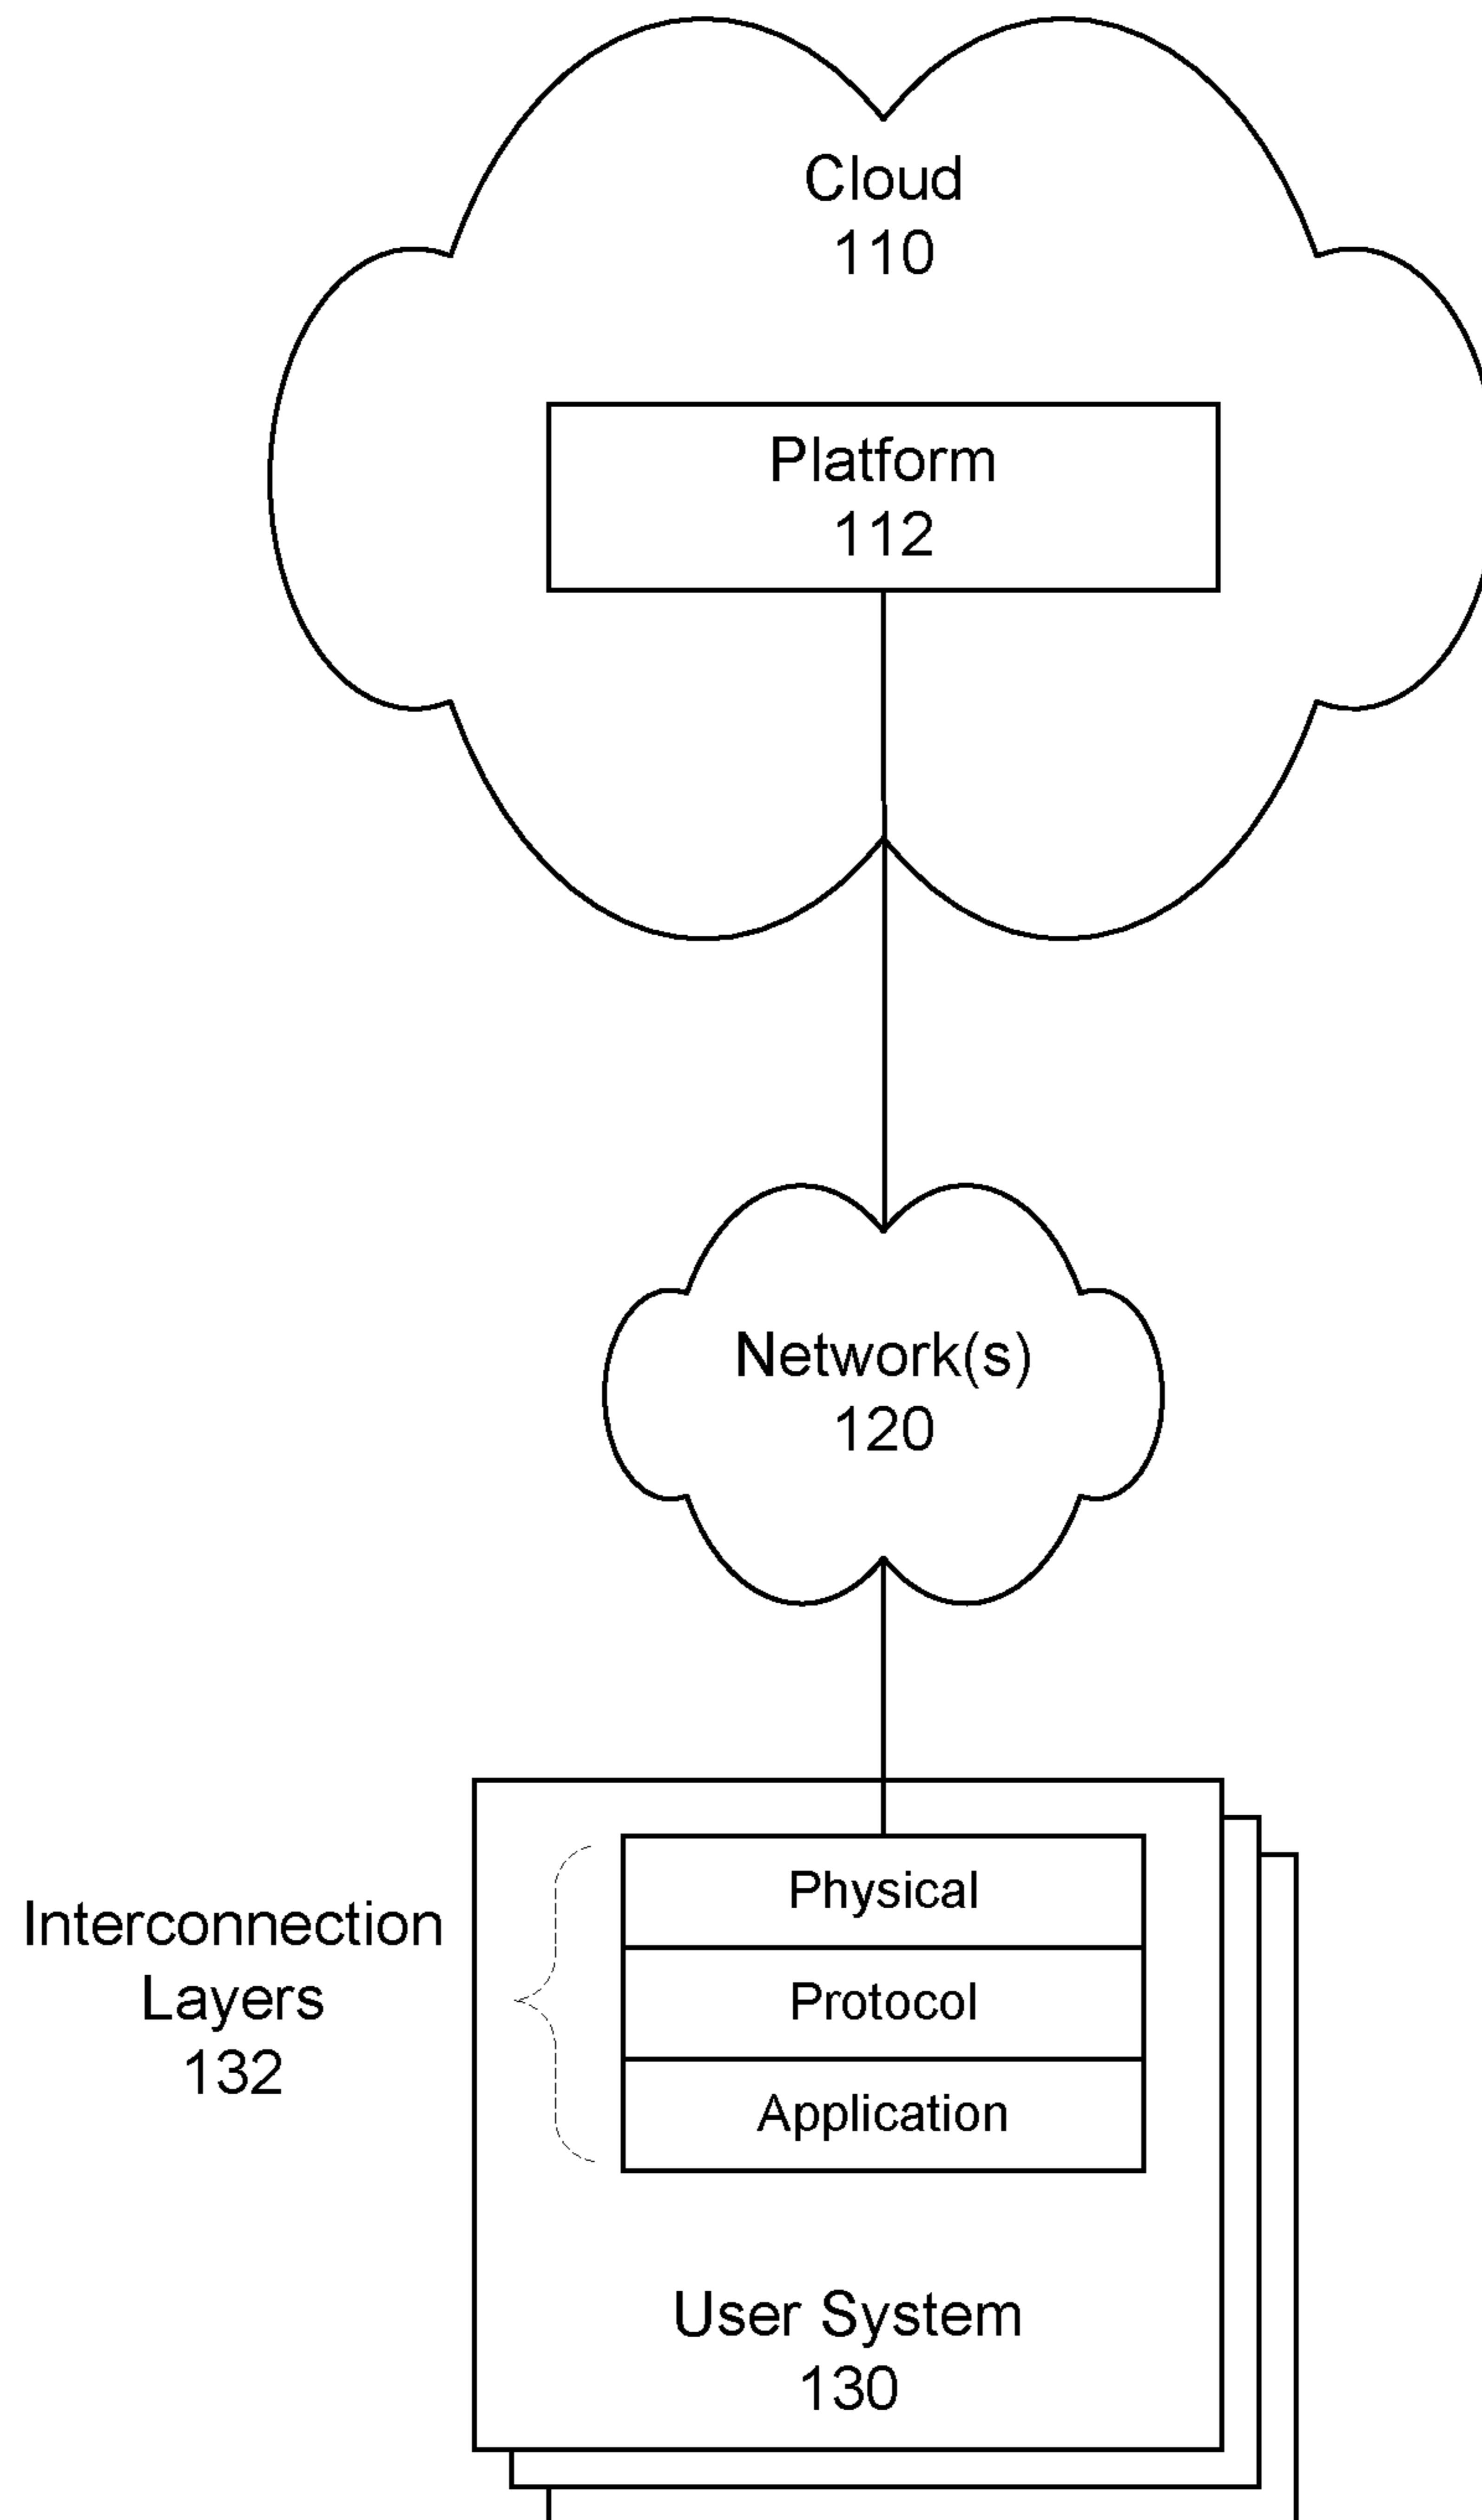 Cloud
110
Platform
112
Network(s)
120
Physical
Interconnection
Layers
132
Protocol
Application
User System
130